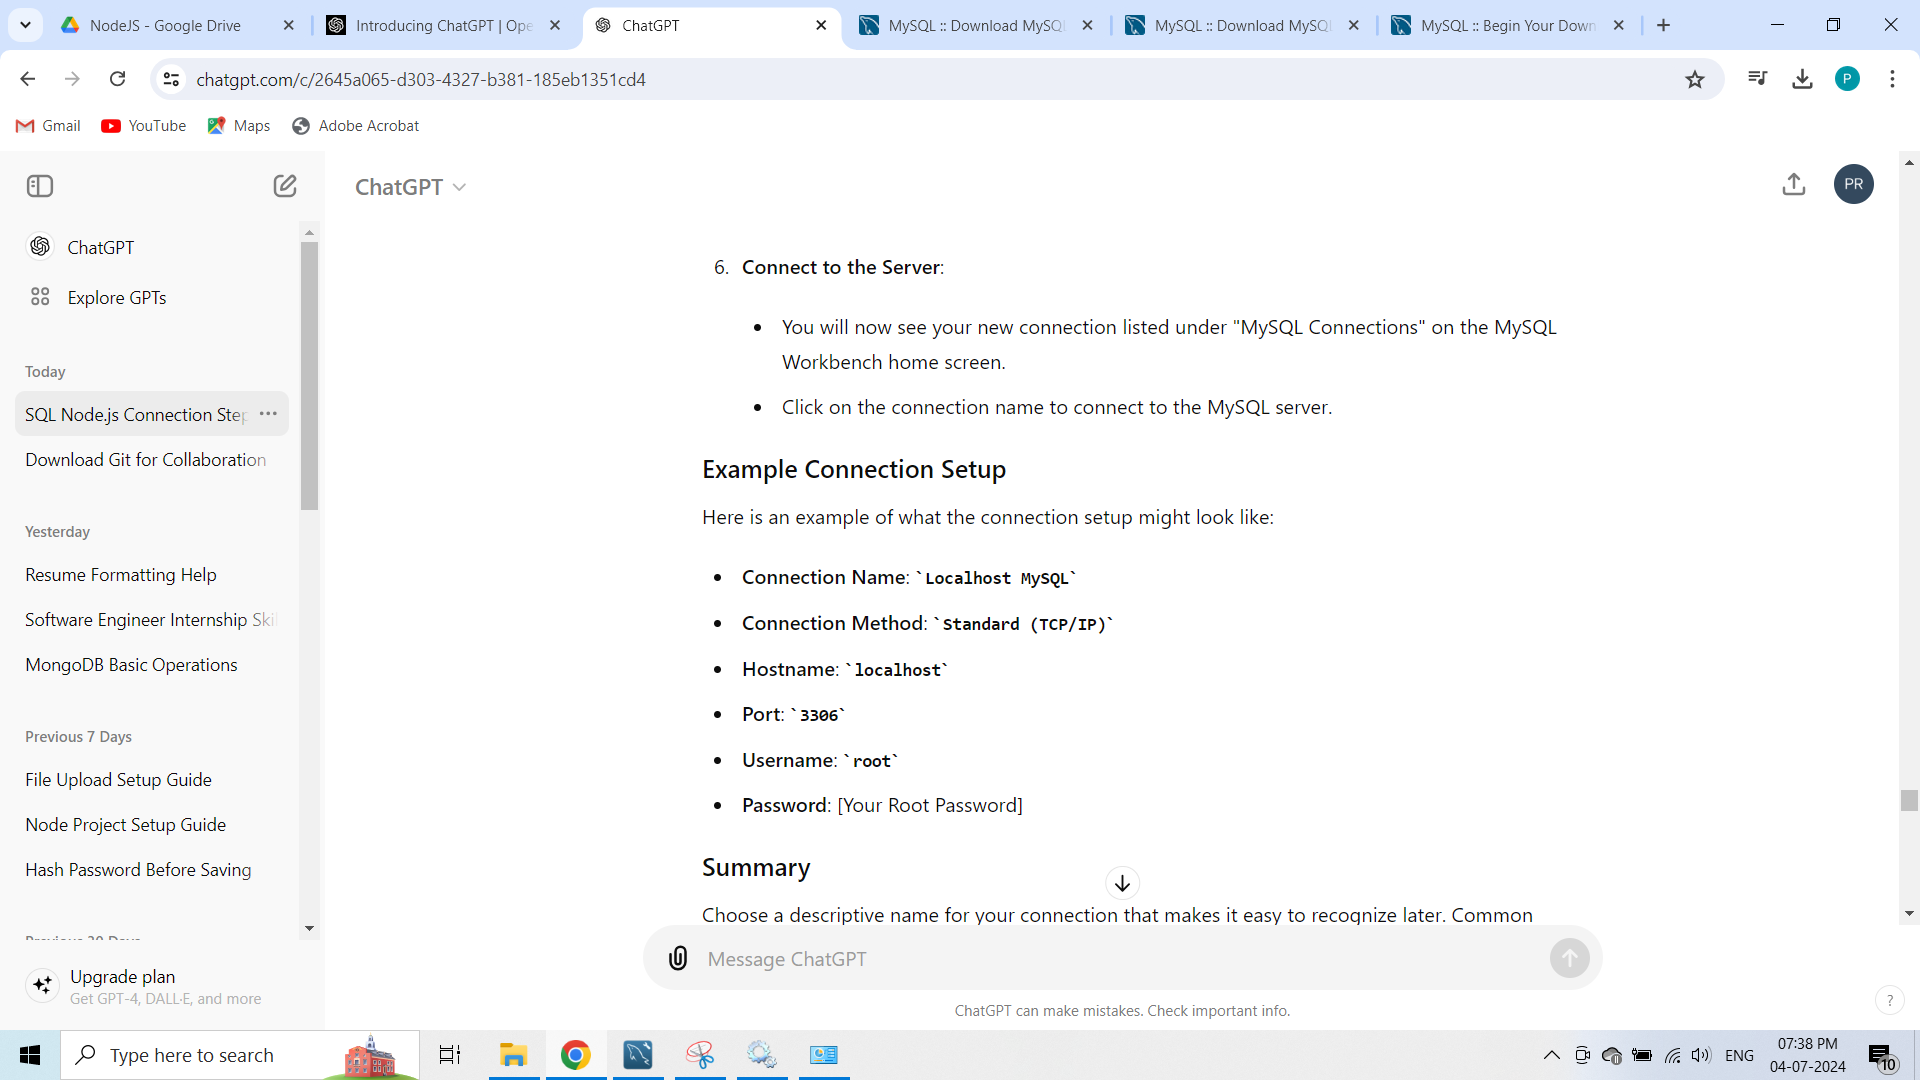 NodeJS - Google Drive
Introducing ChatGPT | Ope
ChatGPT
MySQL :: Download MySQL
MySQL :: Download MySQL
MySQL :: Begin Your Down
chatgpt.com/c/2645a065-d303-4327-b381-185eb1351cd4
P
Gmail
YouTube
Maps
Adobe Acrobat
ChatGPT
Explore GPTs
Today
SQL Node.js Connection Step
Download Git for Collaboration
Yesterday
Resume Formatting Help
Software Engineer Internship Skil
MongoDB Basic Operations
Previous 7 Days
File Upload Setup Guide
Node Project Setup Guide
Hash Password Before Saving
Previous 30 Days
Upgrade plan
Get GPT-4, DALL·E, and more
ChatGPT
PR
6. Connect to the Server:
• You will now see your new connection listed under "MySQL Connections" on the MySQL
Workbench home screen.
• Click on the connection name to connect to the MySQL server.
Example Connection Setup
Here is an example of what the connection setup might look like:
• Connection Name: `Localhost MySQL`
• Connection Method: `Standard (TCP/IP)`
• Hostname: `localhost`
• Port: `3306`
• Username: `root`
• Password: [Your Root Password]
Summary
Choose a descriptive name for your connection that makes it easy to recognize later. Common
Message ChatGPT
ChatGPT can make mistakes. Check important info.
?
Type here to search
ENG
07:38 PM
04-07-2024
10